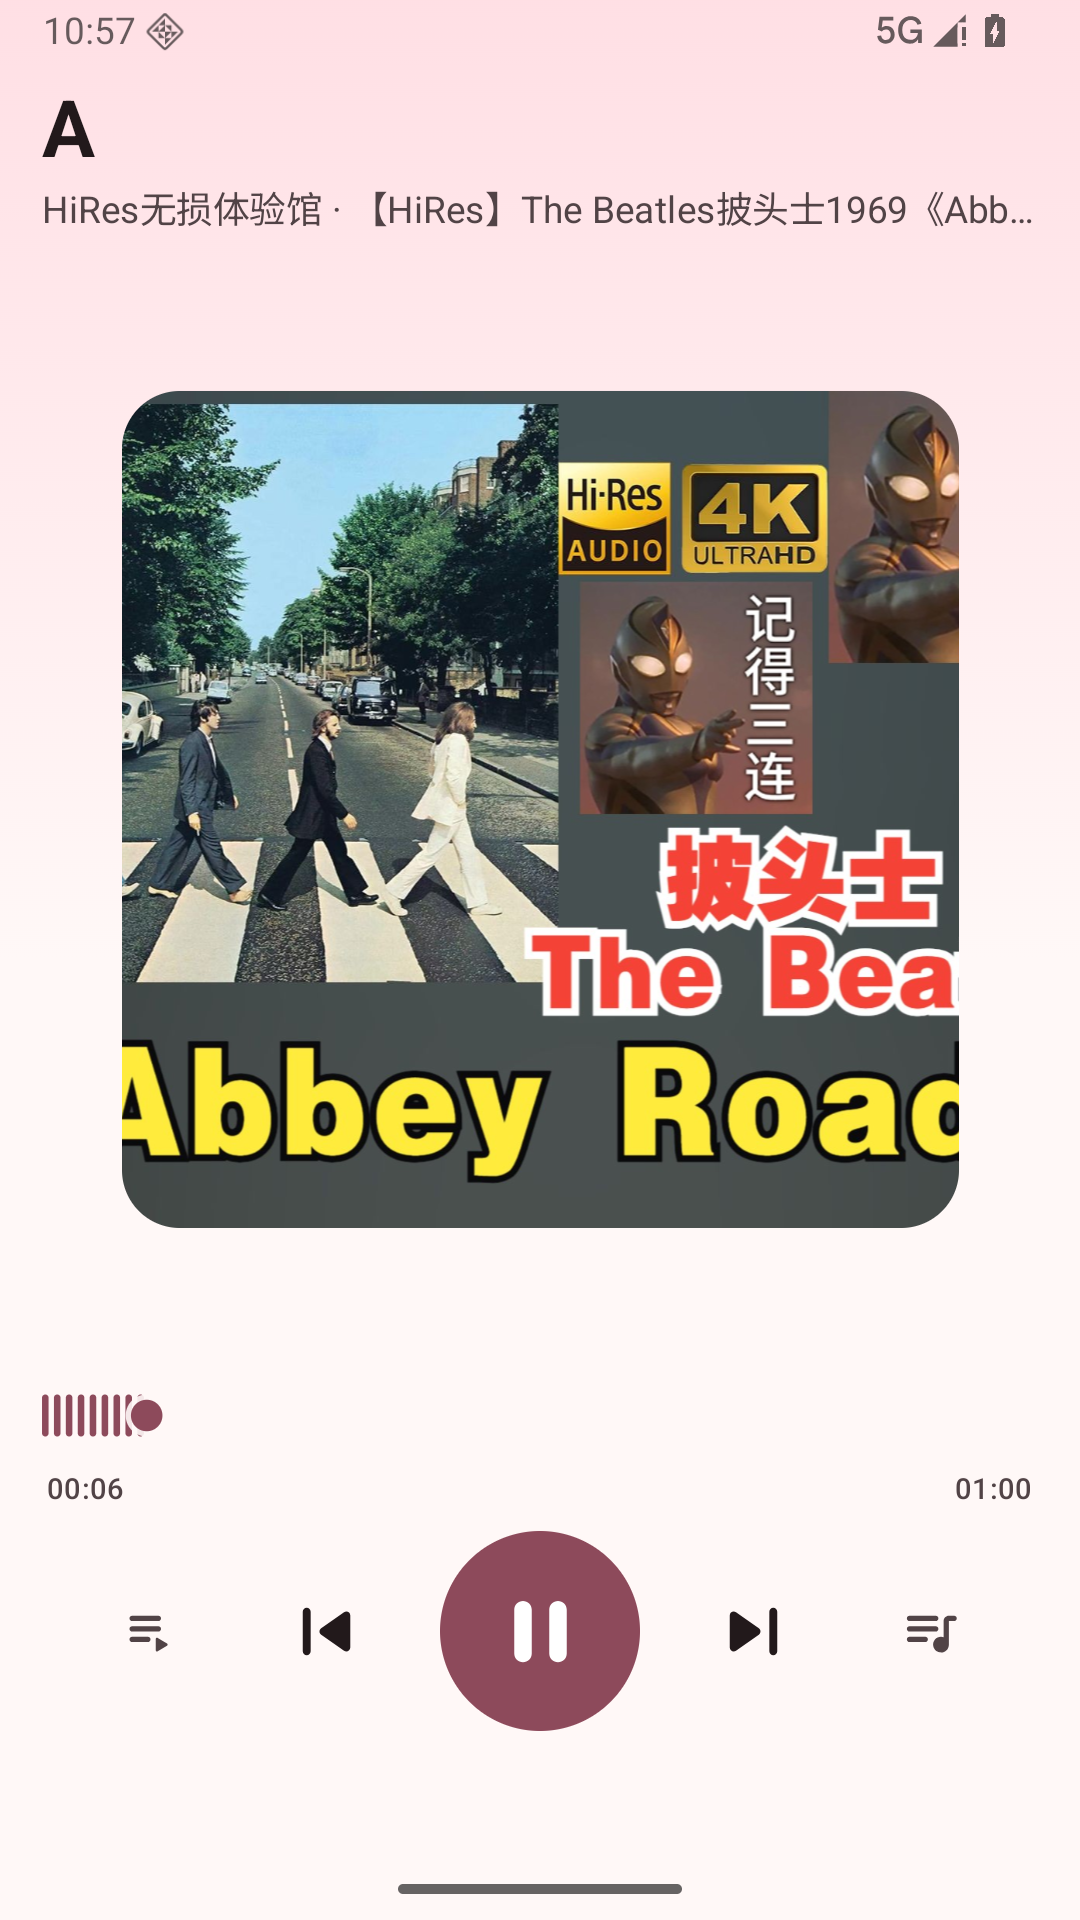 10:57
5G
A
HiRes无损体验馆 · 【HiRes】The Beatles披头士1969《Abb…
Hi-Res
AUDIO
4K
ULTRAHD
记得三连
披头士
The Bea
Abbey Road
00:06
01:00